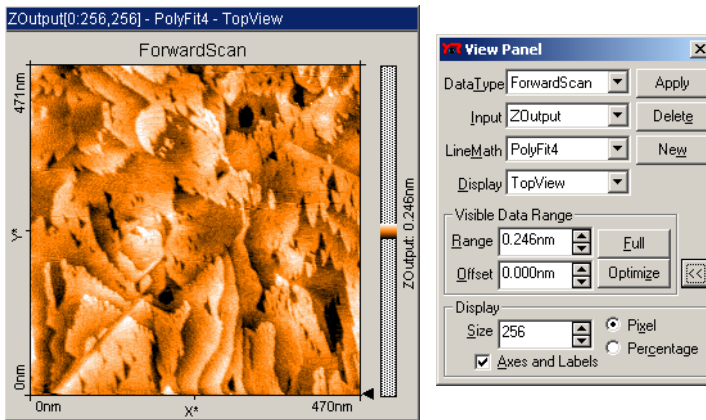 ZOutput[0:256,256] - PolyFit4 - TopView
ForwardScan
471nm
Y*
0nm
0nm
X*
470nm
ZOutput: 0.246nm
View Panel
DataType ForwardScan Apply
Input ZOutput Delete
LineMath PolyFit4 New
Display TopView
Visible Data Range
Range 0.246nm Full
Offset 0.000nm Optimize <<
Display
Size 256 Pixel
Percentage
Axes and Labels